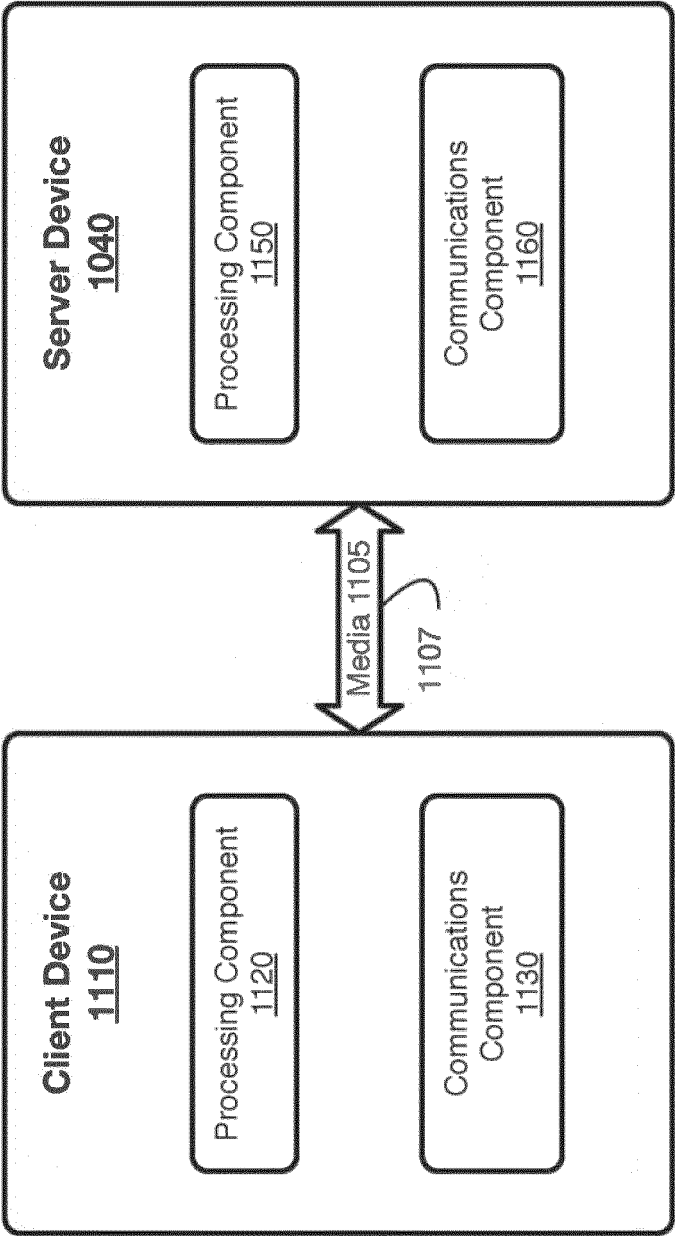 Client Device
1110
Processing Component
1120
Communications
Component
1130
Media 1105
1107
Server Device
1040
Processing Component
1150
Communications
Component
1160